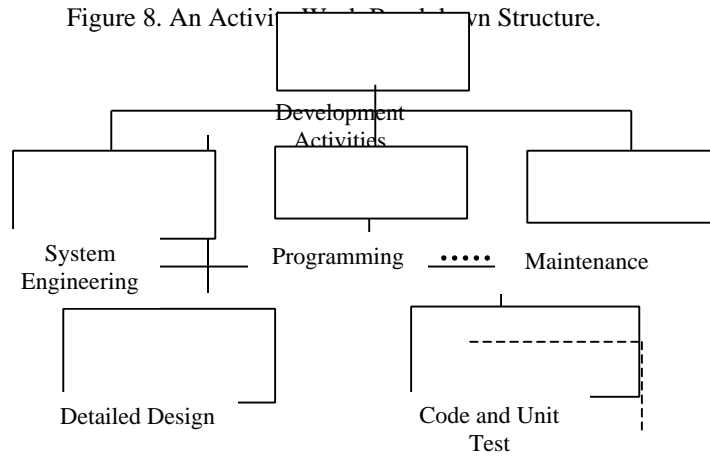 Figure 8. An Activity Work Breakdown Structure.
Development
Activities
System
Engineering
Programming
Maintenance
Detailed Design
Code and Unit
Test